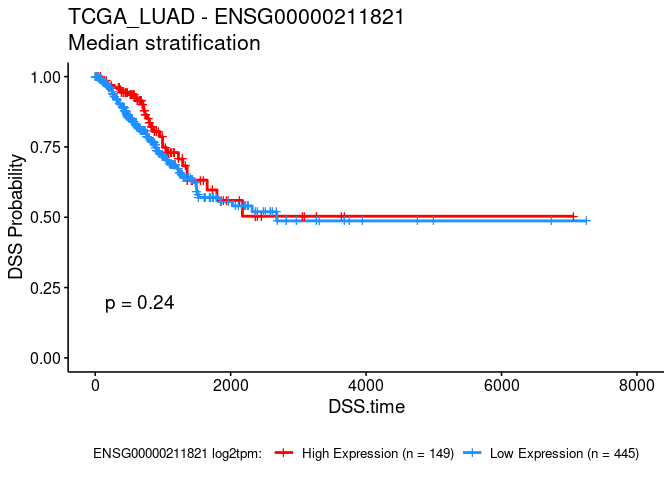 TCGA_LUAD - ENSG00000211821
Median stratification
1.00
0.75
0.50
0.25
0.00
DSS Probability
p = 0.24
0 2000 4000 6000 8000
DSS.time
ENSG00000211821 log2tpm: High Expression (n = 149) Low Expression (n = 445)